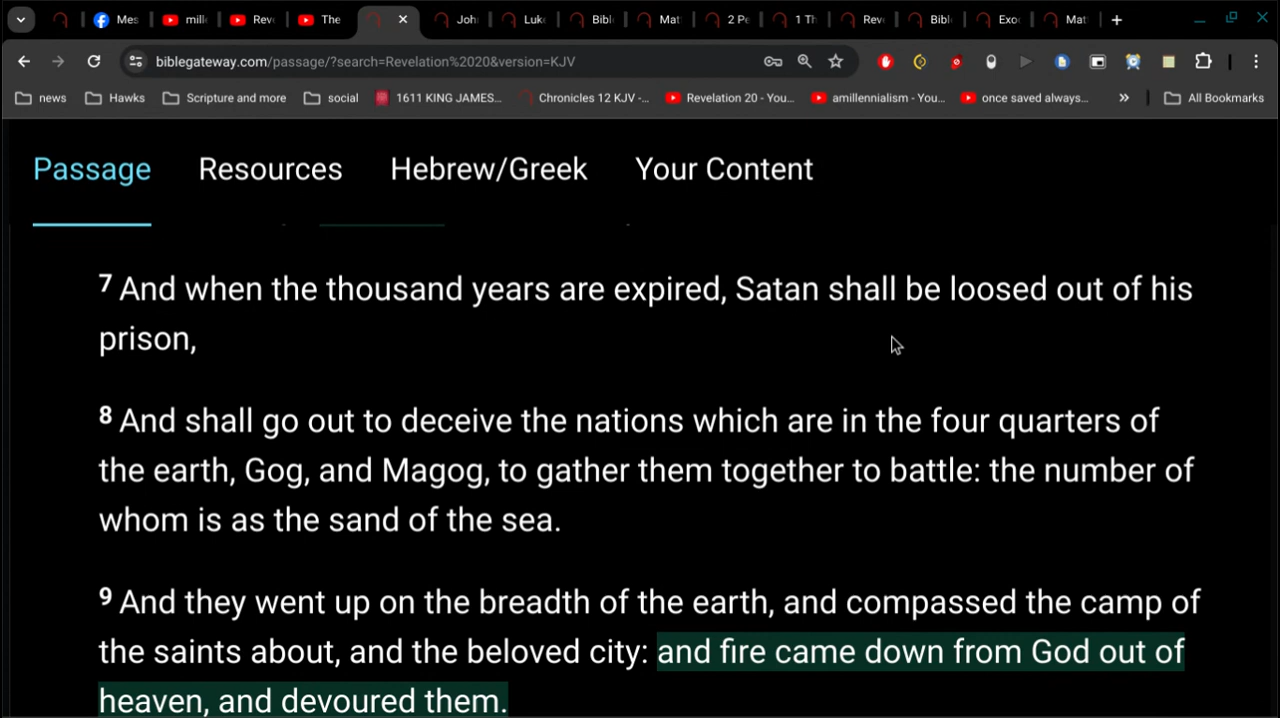 Mes
mill
Reve
The
Joh
Luke
Bibl
Mat
2 Pe
1 Th
Rev
Bibl
Exo
Mat
biblegateway.com/passage/?search=Revelation%2020&version=KJV
news Hawks Scripture and more social 1611 KING JAMES... Chronicles 12 KJV -... Revelation 20 - You... amillennialism - You... once saved always... » All Bookmarks
Passage Resources Hebrew/Greek Your Content
7 And when the thousand years are expired, Satan shall be loosed out of his
prison,
8 And shall go out to deceive the nations which are in the four quarters of
the earth, Gog, and Magog, to gather them together to battle: the number of
whom is as the sand of the sea.
9 And they went up on the breadth of the earth, and compassed the camp of
the saints about, and the beloved city: and fire came down from God out of
heaven, and devoured them.